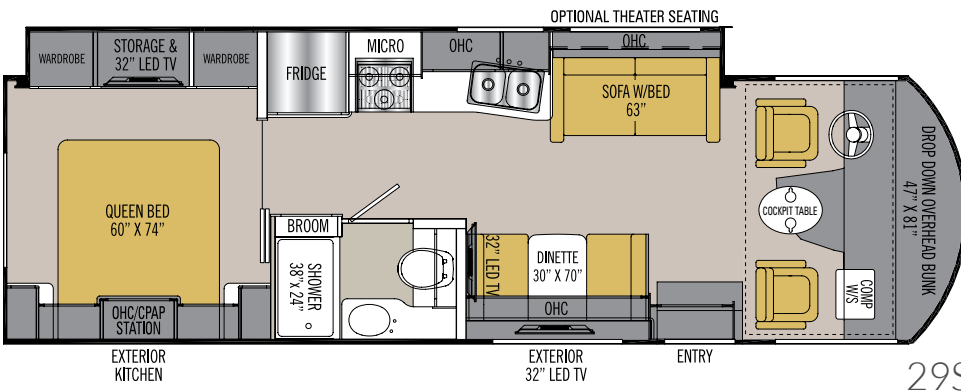 OPTIONAL THEATER SEATING
WARDROBE
STORAGE &
32” LED TV
WARDROBE
FRIDGE
MICRO
OHC
OHC
SOFA W/BED
63”
QUEEN BED
60” X 74”
OHC/CPAP
STATION
EXTERIOR
KITCHEN
BROOM
SHOWER
38”x 24”
32” LED TV
DINETTE
30” X 70”
OHC
EXTERIOR
32” LED TV
ENTRY
COCKPIT TABLE
COMP
W/S
DROP DOWN OVERHEAD BUNK
47” X 81”
29S